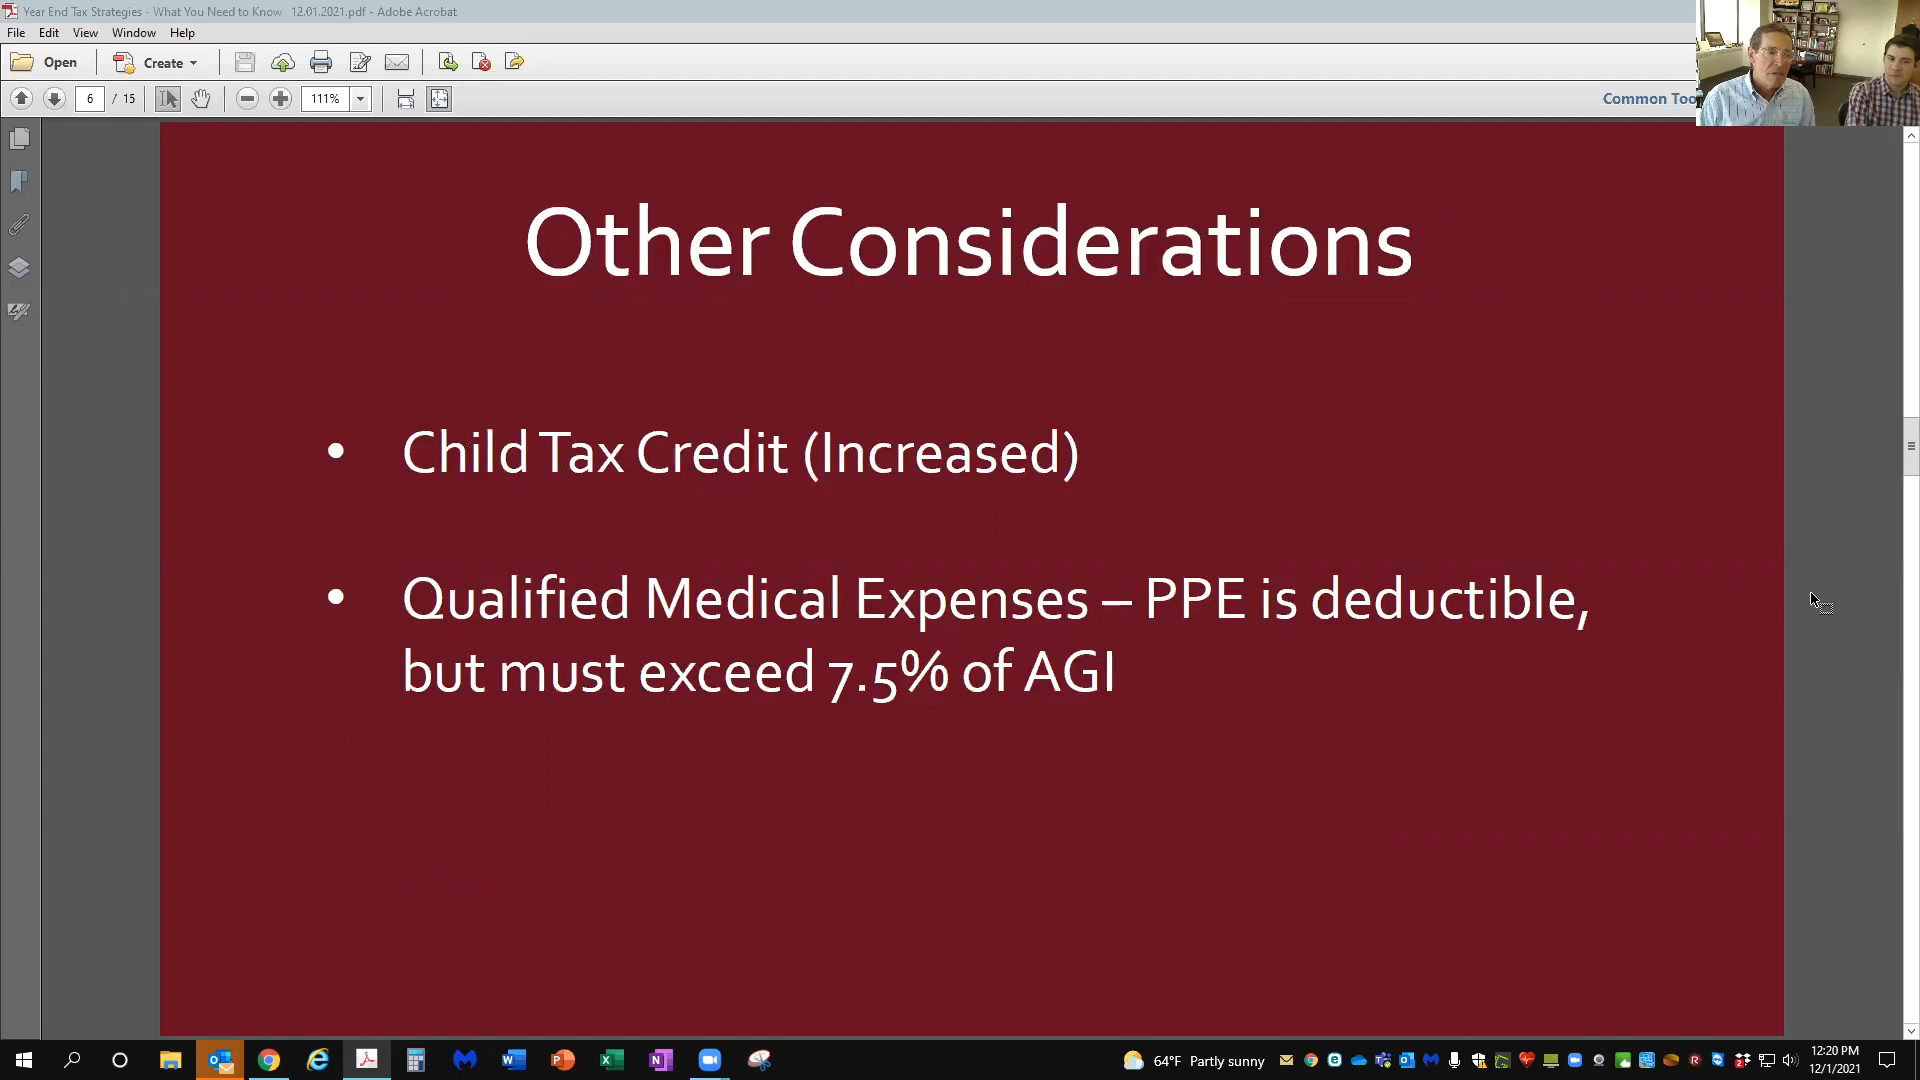 Year End Tax Strategies - What You Need to Know 12.01.2021.pdf - Adobe Acrobat
File Edit View Window Help
Open Create
6 / 15 111% Common Too
Other Considerations
• Child Tax Credit (Increased)
• Qualified Medical Expenses – PPE is deductible,
but must exceed 7.5% of AGI
64°F Partly sunny
12:20 PM
12/1/2021